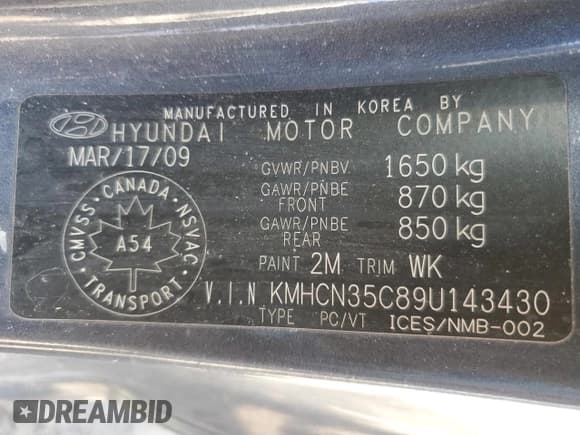 MANUFACTURED IN KOREA BY
HYUNDAI MOTOR COMPANY
MAR/17/09
GVWR/PNBV 1650 kg
GAWR/PNBE FRONT 870 kg
GAWR/PNBE REAR 850 kg
CANADA
CMVSS NSVAC
A54
TRANSPORT
PAINT 2M TRIM WK
V.I.N KMHCN35C89U143430
TYPE PC/VT ICES/NMB-002
DREAMBID